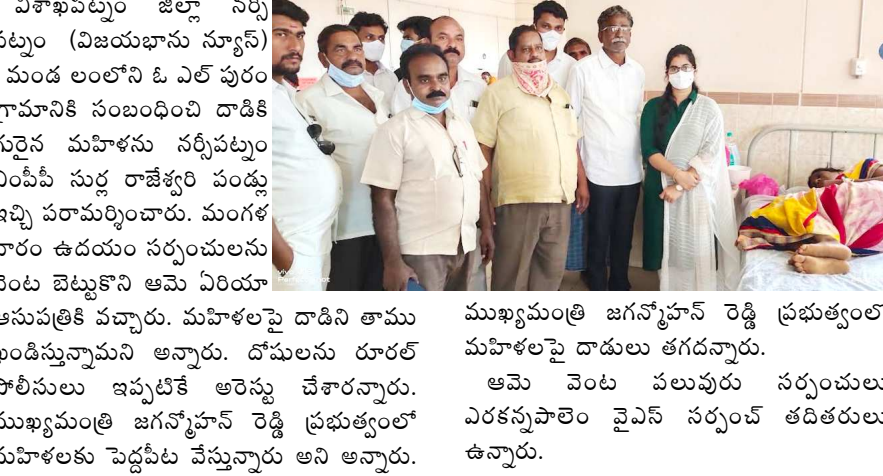 విశాఖపట్నం జిల్లా నర్సీ
పట్నం (విజయభాను న్యూస్)
మండ లంలోని ఓ ఎల్ పురం
గ్రామానికి సంబంధించి దాడికి
గురైన మహిళను నర్సీపట్నం
ఎంపీపీ సుర్ల రాజేశ్వరి పండ్లు
ఇచ్చి పరామర్శించారు. మంగళ
వారం ఉదయం సర్పంచులను
వెంట బెట్టుకొని ఆమె ఏరియా
ఆసుపత్రికి వచ్చారు. మహిళలపై దాడిని తాము
ఖండిస్తున్నామని అన్నారు. దోషులను రూరల్
పోలీసులు ఇప్పటికే అరెస్టు చేశారన్నారు.
ముఖ్యమంత్రి జగన్మోహన్ రెడ్డి ప్రభుత్వంలో
మహిళలకు పెద్దపీట వేస్తున్నారు అని అన్నారు.
ముఖ్యమంత్రి జగన్మోహన్ రెడ్డి ప్రభుత్వంలో
మహిళలపై దాడులు తగదన్నారు.
ఆమె వెంట పలువురు సర్పంచులు
ఎరకన్నపాలెం వైఎస్ సర్పంచ్ తదితరులు
ఉన్నారు.